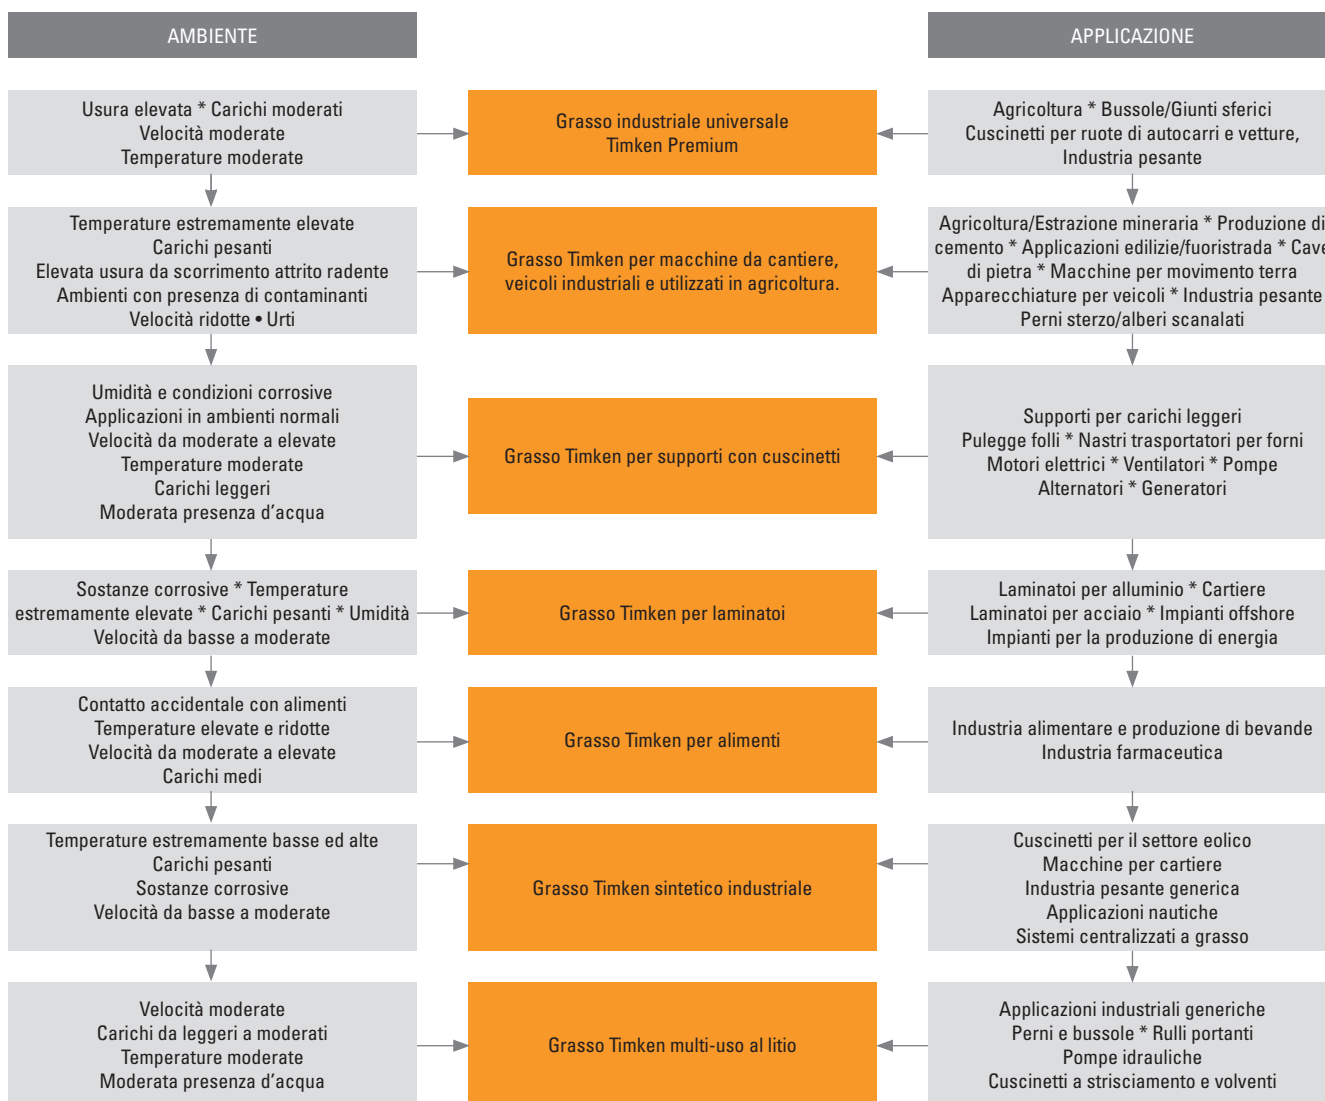 AMBIENTE
APPLICAZIONE
Usura elevata * Carichi moderati
Velocità moderate
Temperature moderate
Grasso industriale universale
Timken Premium
Agricoltura * Bussole/Giunti sferici
Cuscinetti per ruote di autocarri e vetture,
Industria pesante
Temperature estremamente elevate
Carichi pesanti
Elevata usura da scorrimento attrito radente
Ambienti con presenza di contaminanti
Velocità ridotte • Urti
Grasso Timken per macchine da cantiere,
veicoli industriali e utilizzati in agricoltura.
Agricoltura/Estrazione mineraria * Produzione di
cemento * Applicazioni edilizie/fuoristrada * Cave
di pietra * Macchine per movimento terra
Apparecchiature per veicoli * Industria pesante
Perni sterzo/alberi scanalati
Umidità e condizioni corrosive
Applicazioni in ambienti normali
Velocità da moderate a elevate
Temperature moderate
Carichi leggeri
Moderata presenza d'acqua
Grasso Timken per supporti con cuscinetti
Supporti per carichi leggeri
Pulegge folli * Nastri trasportatori per forni
Motori elettrici * Ventilatori * Pompe
Alternatori * Generatori
Sostanze corrosive * Temperature
estremamente elevate * Carichi pesanti * Umidità
Velocità da basse a moderate
Grasso Timken per laminatoi
Laminatoi per alluminio * Cartiere
Laminatoi per acciaio * Impianti offshore
Impianti per la produzione di energia
Contatto accidentale con alimenti
Temperature elevate e ridotte
Velocità da moderate a elevate
Carichi medi
Grasso Timken per alimenti
Industria alimentare e produzione di bevande
Industria farmaceutica
Temperature estremamente basse ed alte
Carichi pesanti
Sostanze corrosive
Velocità da basse a moderate
Grasso Timken sintetico industriale
Cuscinetti per il settore eolico
Macchine per cartiere
Industria pesante generica
Applicazioni nautiche
Sistemi centralizzati a grasso
Velocità moderate
Carichi da leggeri a moderati
Temperature moderate
Moderata presenza d'acqua
Grasso Timken multi-uso al litio
Applicazioni industriali generiche
Perni e bussole * Rulli portanti
Pompe idrauliche
Cuscinetti a strisciamento e volventi